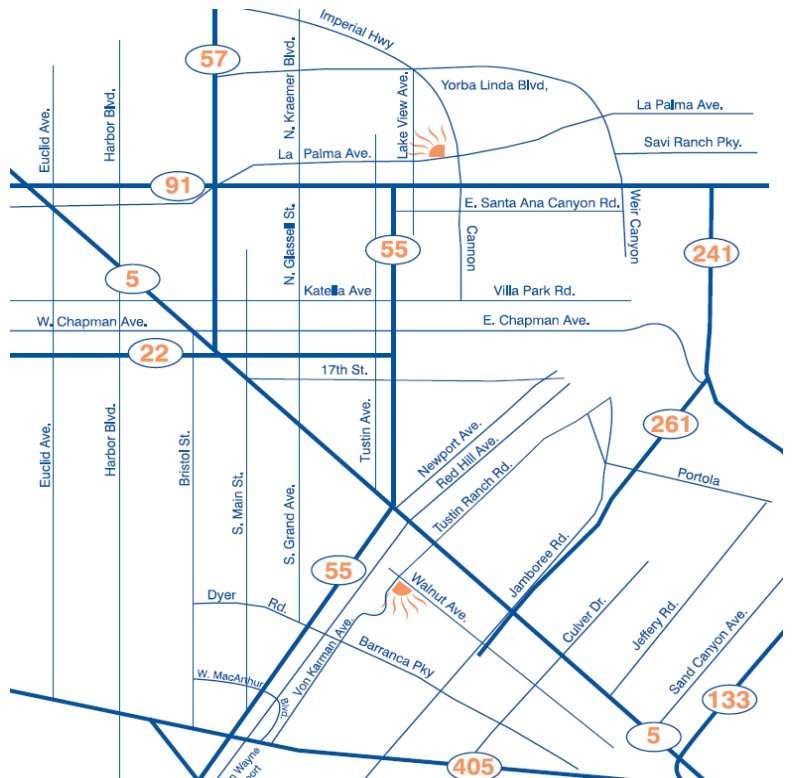 Imperial Hwy
57
N. Kraemer Blvd.
Lake View Ave.
Yorba Linda Blvd,
La Palma Ave.
Euclid Ave.
Harbor Blvd.
La Palma Ave.
Savi Ranch Pky.
91
E. Santa Ana Canyon Rd.
Weir Canyon
N. Glassell St.
55
Cannon
241
5
Katella Ave
Villa Park Rd.
W. Chapman Ave.
E. Chapman Ave.
22
17th St.
Euclid Ave.
Harbor Blvd.
Bristol St.
S. Main St.
S. Grand Ave.
Tustin Ave.
Newport Ave.
Red Hill Ave.
Tustin Ranch Rd.
261
Portola
Jamboree Rd.
55
Walnut Ave.
Culver Dr.
Jeffery Rd.
Sand Canyon Ave.
Dyer Rd.
Von Karman Ave.
Barranca Pky
W. MacArthur Blvd.
133
5
405
Wayne